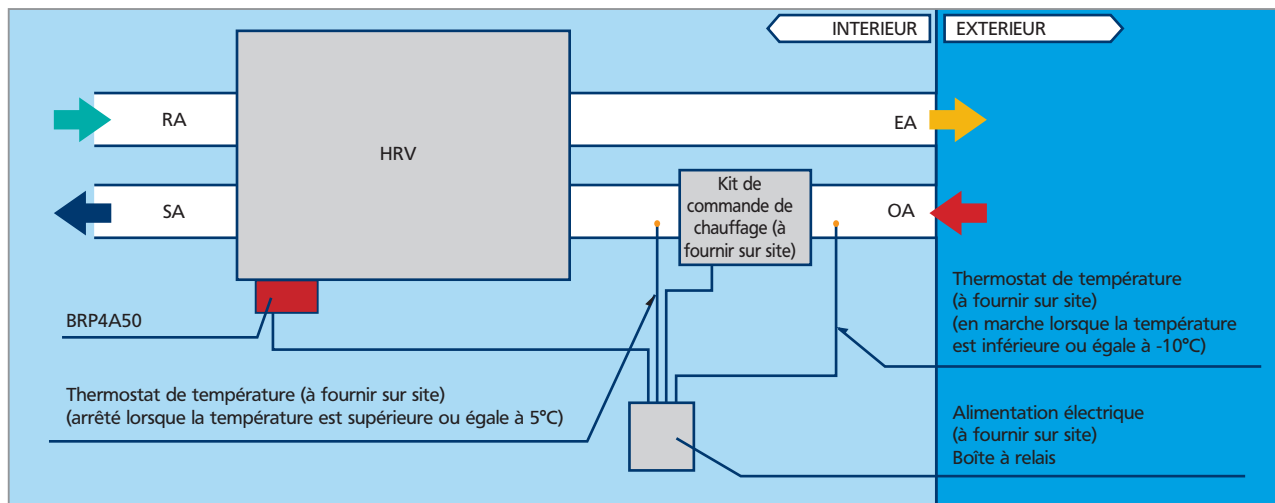 INTERIEUR
EXTERIEUR
RA
HRV
EA
SA
Kit de
commande de
chauffage (à
fournir sur site)
OA
BRP4A50
Thermostat de température
(à fournir sur site)
(en marche lorsque la température
est inférieure ou égale à -10°C)
Thermostat de température (à fournir sur site)
(arrêté lorsque la température est supérieure ou égale à 5°C)
Alimentation électrique
(à fournir sur site)
Boîte à relais